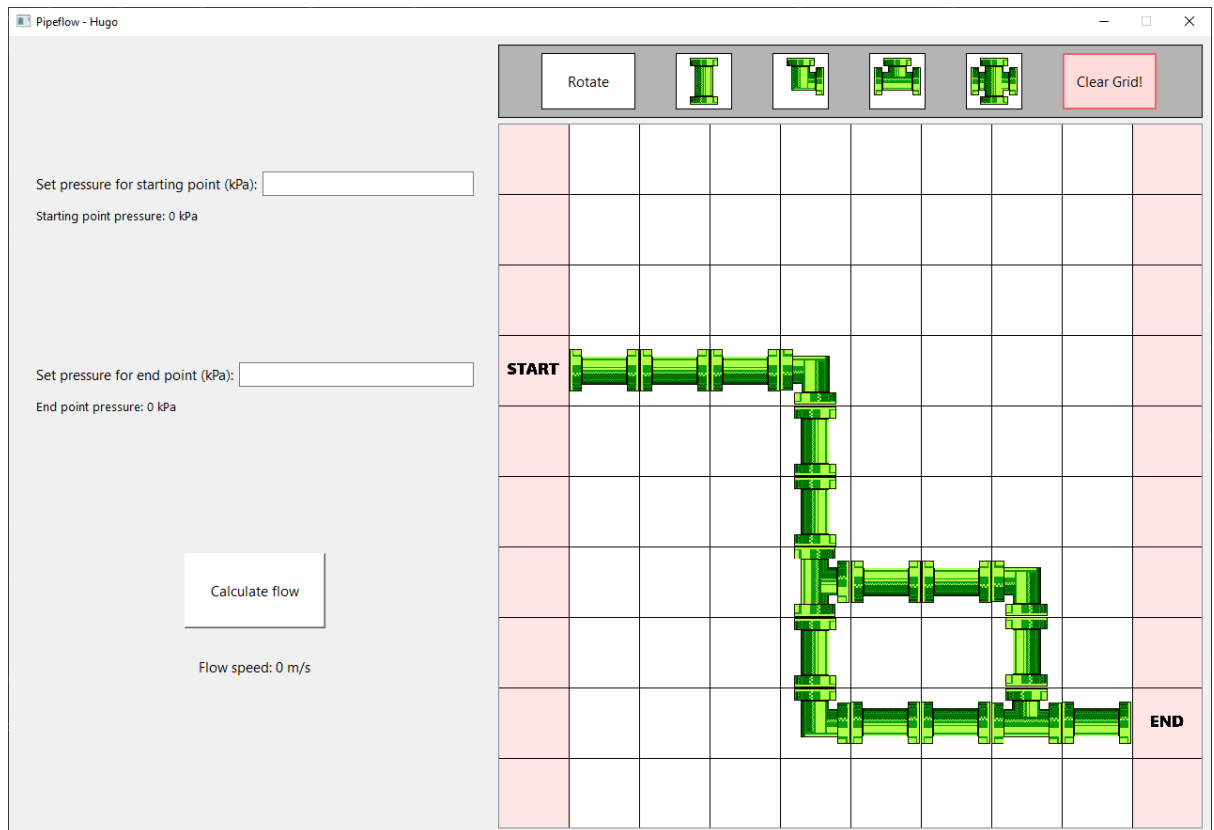 Pipeflow - Hugo
Rotate
Clear Grid!
Set pressure for starting point (kPa):
Starting point pressure: 0 kPa
Set pressure for end point (kPa):
End point pressure: 0 kPa
START
Calculate flow
Flow speed: 0 m/s
END